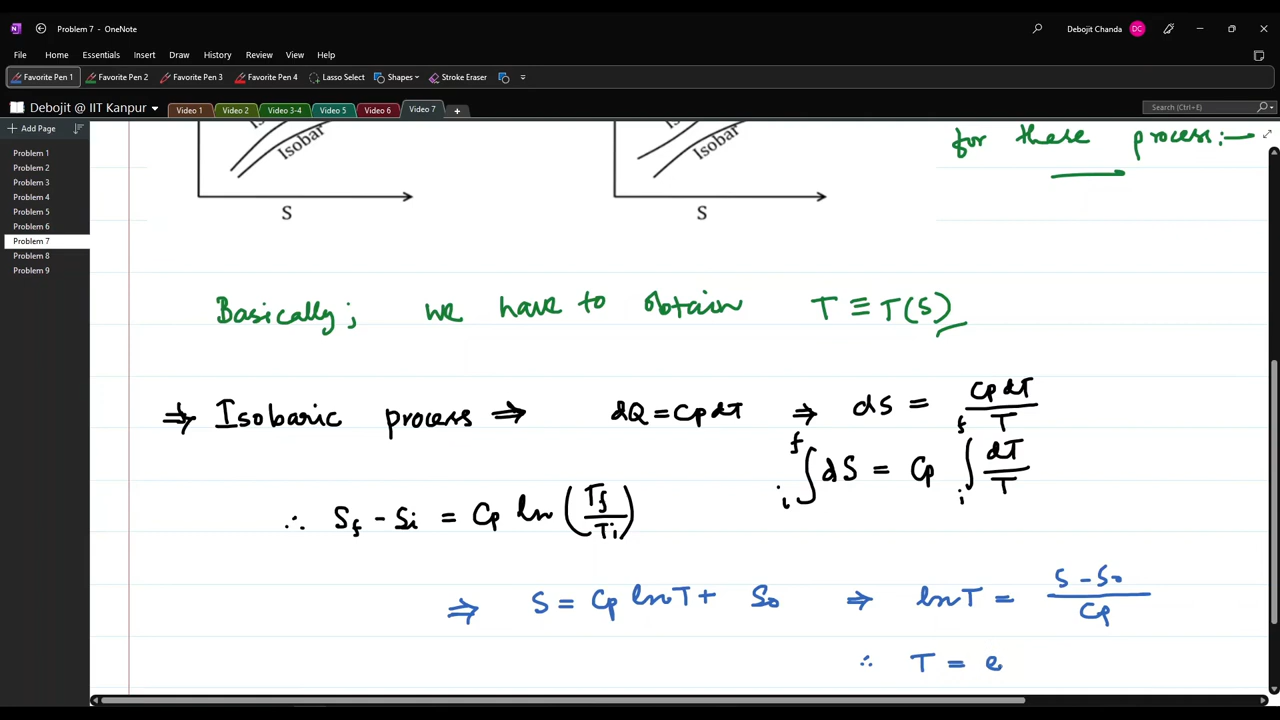 Problem 7 - OneNote
Debojit Chanda DC
File Home Essentials Insert Draw History Review View Help
Favorite Pen 1 Favorite Pen 2 Favorite Pen 3 Favorite Pen 4 Lasso Select Shapes Stroke Eraser
Debojit @ IIT Kanpur Video 1 Video 2 Video 3-4 Video 5 Video 6 Video 7 + Search (Ctrl+E)
+ Add Page
Problem 1
Problem 2
Problem 3
Problem 4
Problem 5
Problem 6
Problem 7
Problem 8
Problem 9
Isobar
Isobar
for these process:-
S
S
Basically; we have to obtain T ≡ T(S)
⇒ Isobaric process ⇒ dQ = CpdT ⇒ dS = CpdT/T
∫_i^f dS = Cp ∫_i^f dT/T
∴ Sf - Si = Cp ln (Tf/Ti)
⇒ S = Cp lnT + S₀ ⇒ lnT = (S - S₀)/Cp
∴ T = e